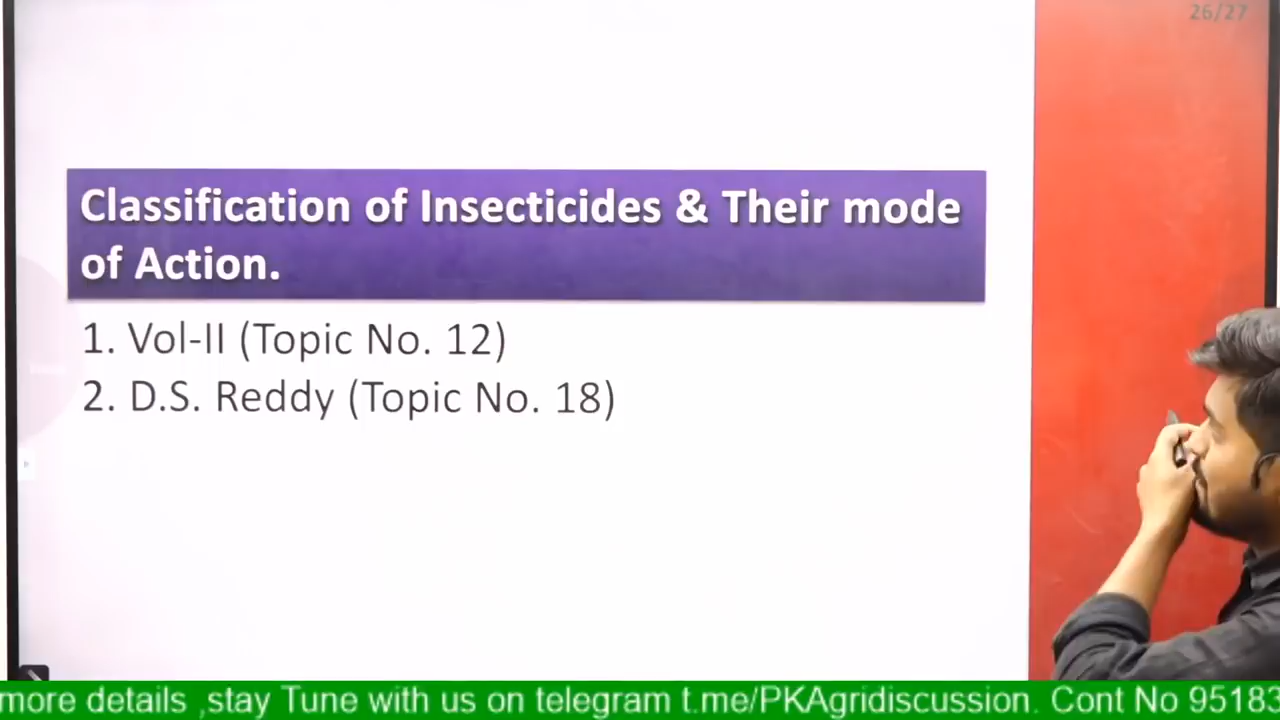 26/27
Classification of Insecticides & Their mode
of Action.
1. Vol-II (Topic No. 12)
2. D.S. Reddy (Topic No. 18)
more details ,stay Tune with us on telegram t.me/PKAgridiscussion. Cont No 95183